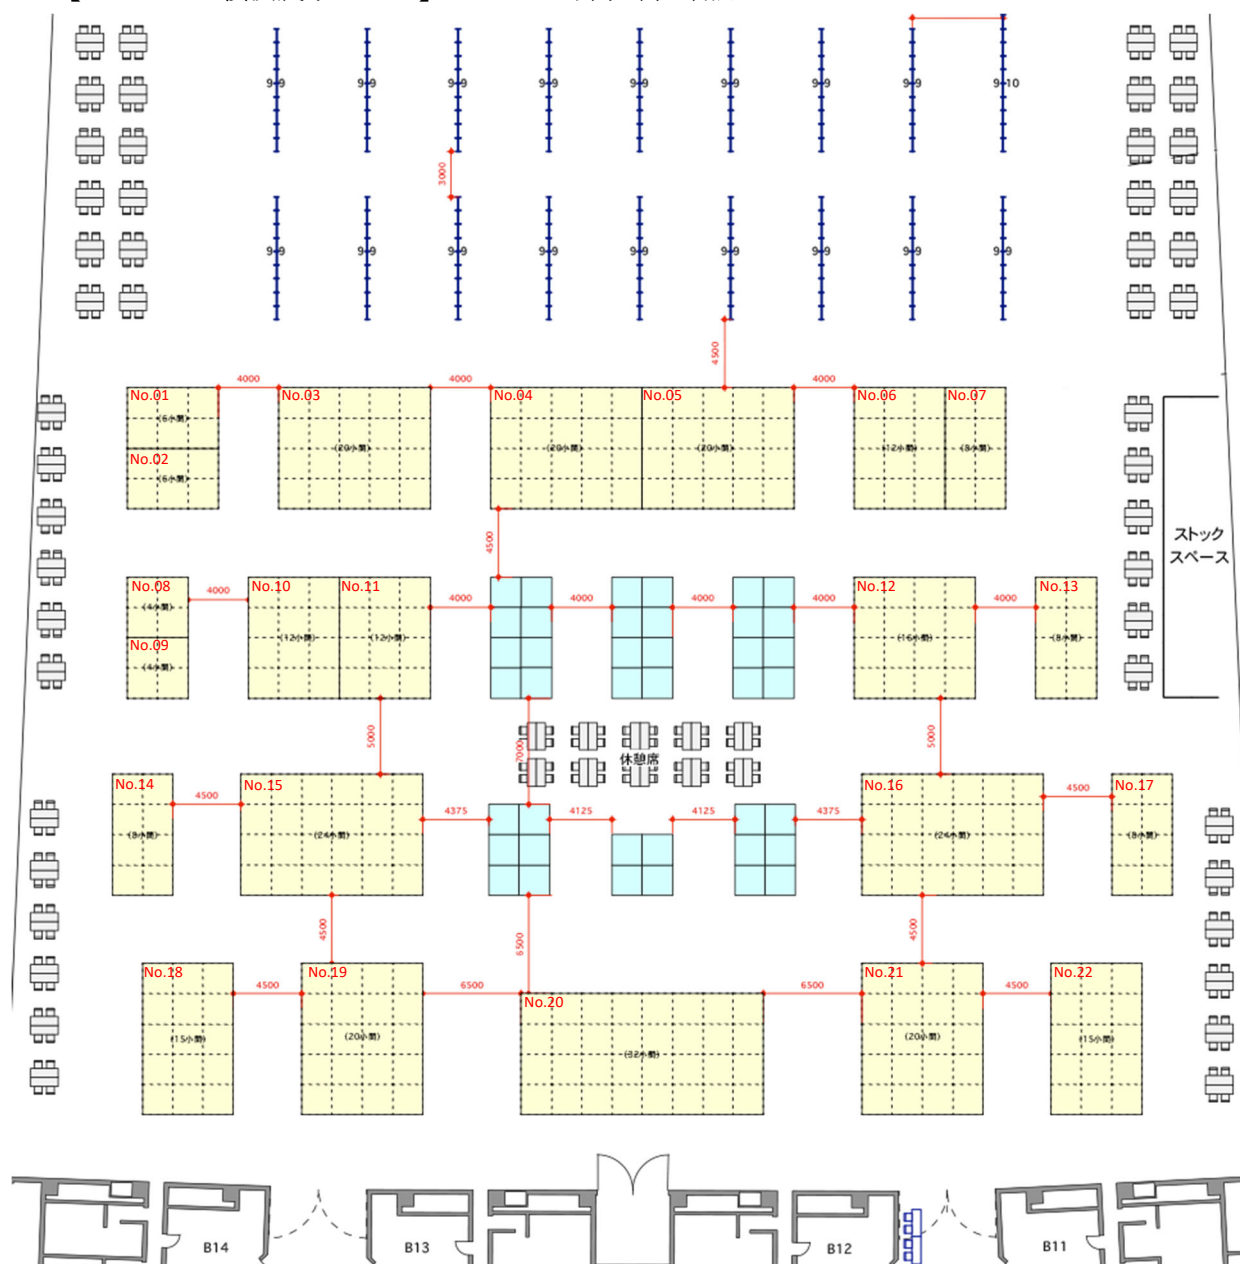 9-9 9-9 9-9 9-9 9-9 9-9 9-9 9-9 9-10
3000
9-9 9-9 9-9 9-9 9-9 9-9 9-9 9-9 9-9
4500
4000 4000 4000
No.01 No.03 No.04 No.05 No.06 No.07
(6小間)
(20小間) (20小間) (20小間) (12小間) (8小間)
No.02
(6小間)
4500
ストック
スペース
No.08 No.10 No.11 No.12 No.13
4000 4000 4000 4000 4000 4000
(4小間)
(12小間) (12小間) (16小間) (8小間)
No.09
(4小間)
5000 7000 5000
休憩席
No.14 No.15 No.16 No.17
4500 4375 4125 4125 4375 4500
(8小間) (24小間) (24小間) (8小間)
4500 6500 4500
No.18 No.19 No.21 No.22
4500 6500 6500 4500
No.20
(15小間) (20小間) (32小間) (20小間) (15小間)
B14 B13 B12 B11